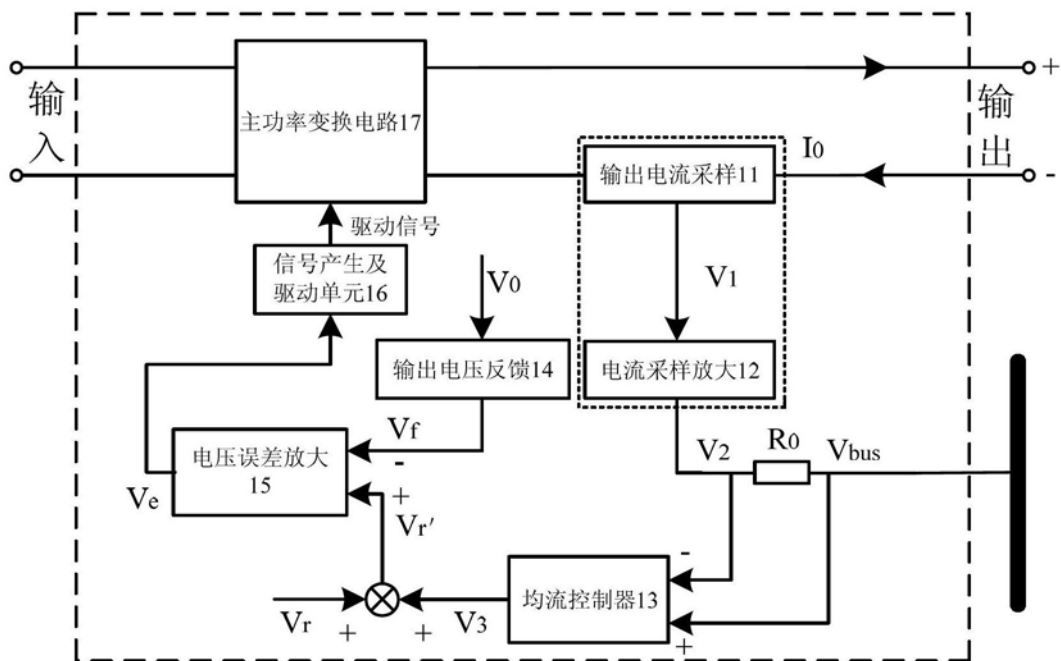 输入
主功率变换电路17
+
输出
-
I0
输出电流采样11
驱动信号
信号产生及
驱动单元16
V0
V1
输出电压反馈14
电流采样放大12
Vf
-
电压误差放大
15
+
Ve
Vr′
V2
R0
Vbus
-
均流控制器13
+
Vr
+
+
V3